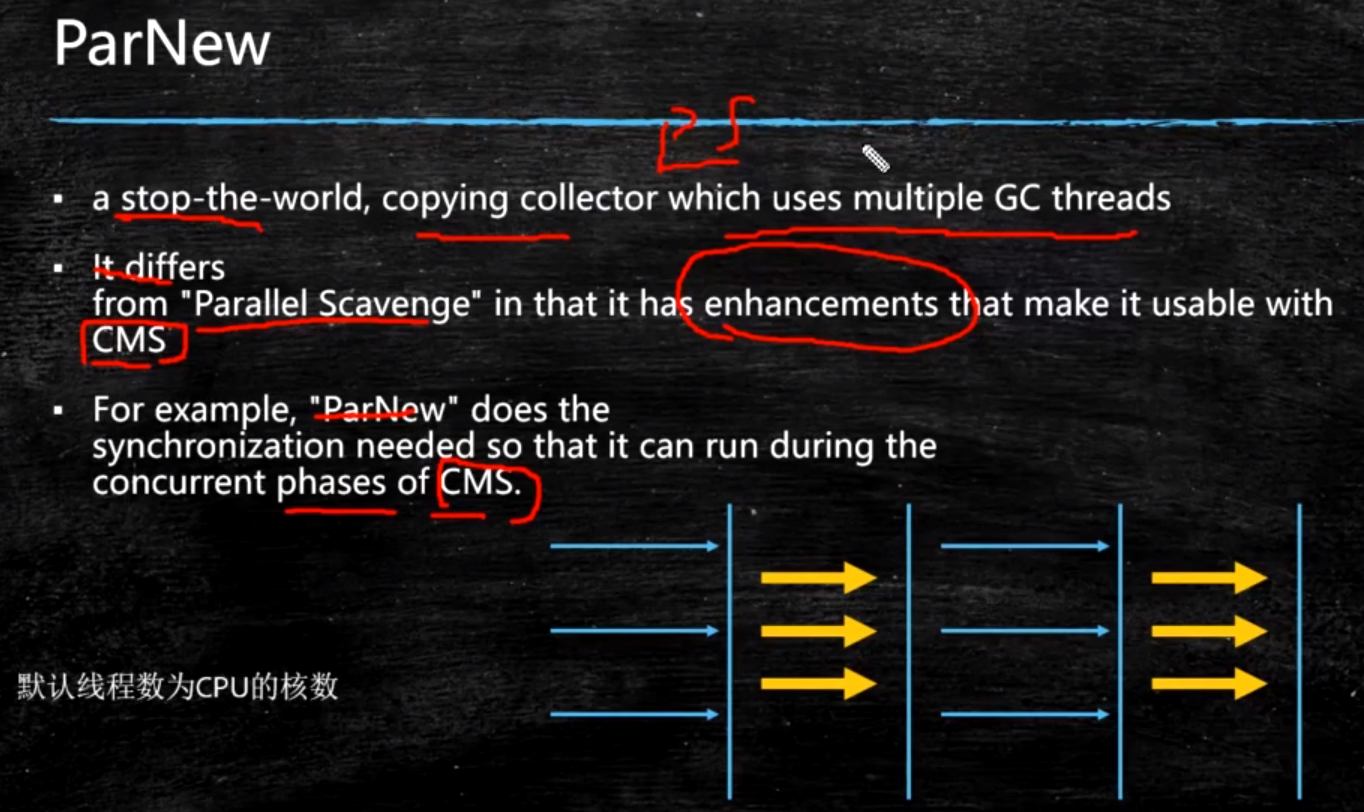 ParNew
PS
▪ a stop-the-world, copying collector which uses multiple GC threads
▪ It differs
from "Parallel Scavenge" in that it has enhancements that make it usable with
CMS
▪ For example, "ParNew" does the
synchronization needed so that it can run during the
concurrent phases of CMS.
默认线程数为CPU的核数